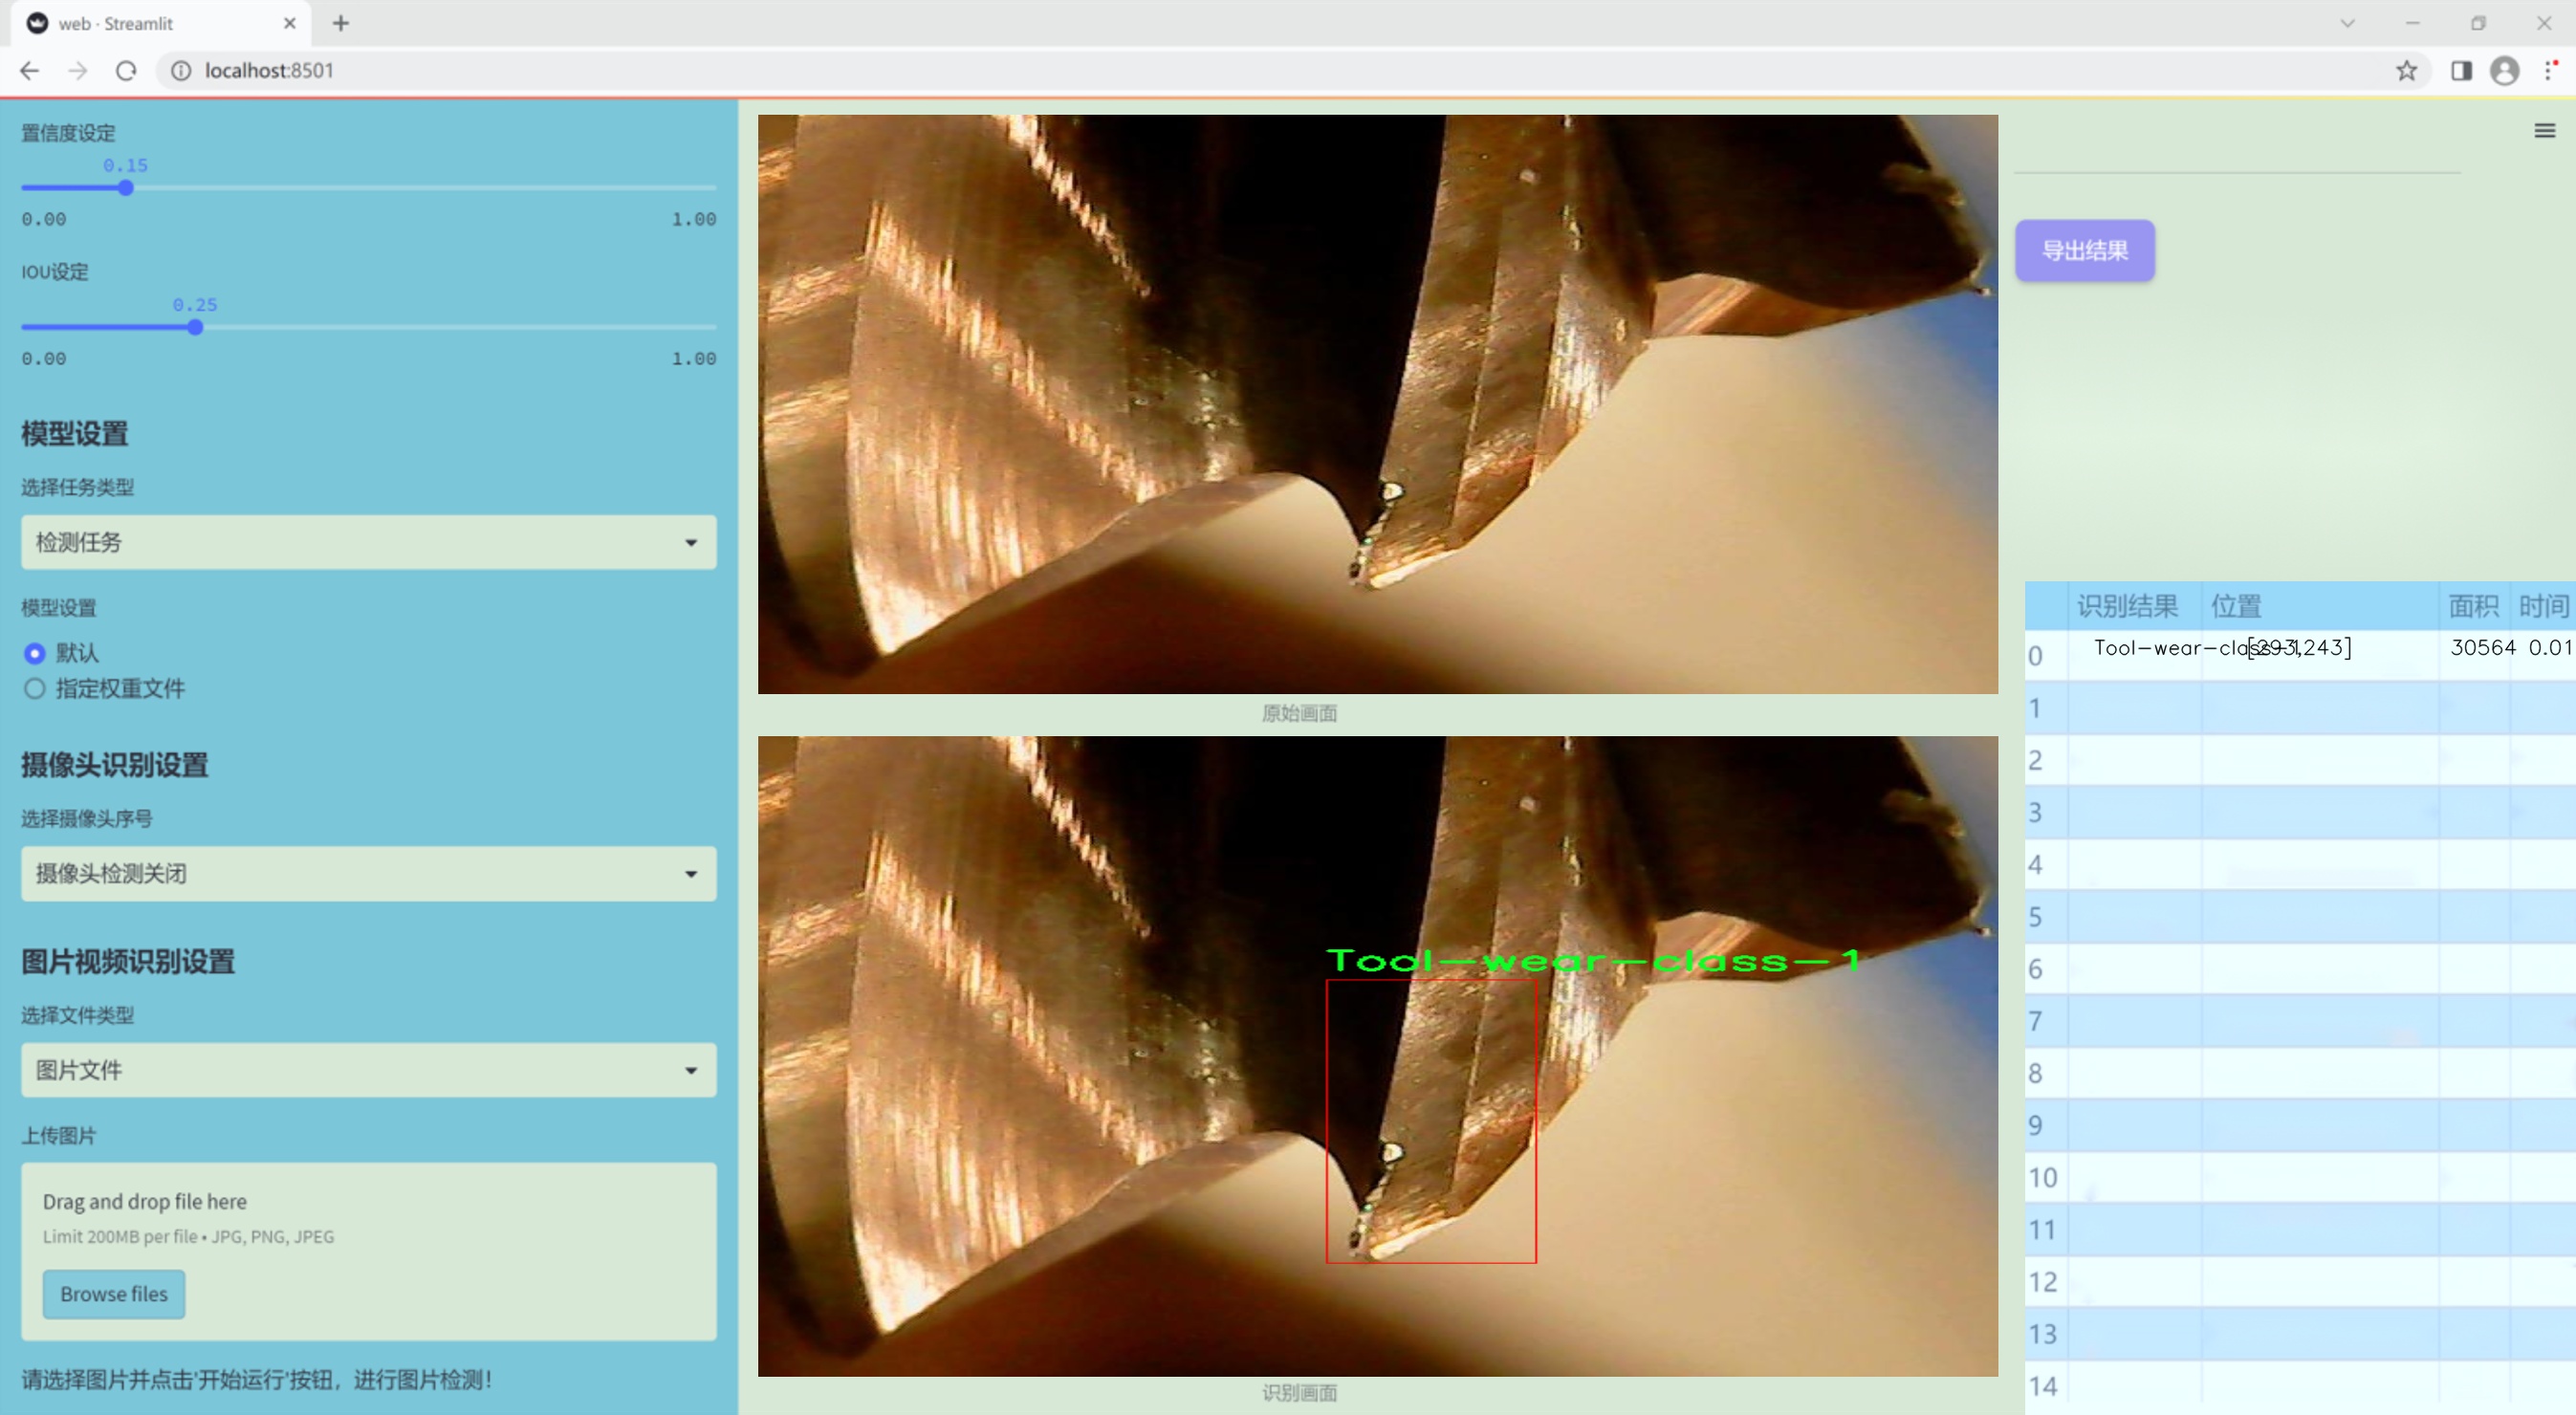 web · Streamlit
localhost:8501
置信度设定
0.15
0.00 1.00
IOU设定
0.25
0.00 1.00
模型设置
选择任务类型
检测任务
模型设置
默认
指定权重文件
摄像头识别设置
选择摄像头序号
摄像头检测关闭
图片视频识别设置
选择文件类型
图片文件
上传图片
Drag and drop file here
Limit 200MB per file • JPG, PNG, JPEG
Browse files
请选择图片并点击'开始运行'按钮，进行图片检测！
原始画面
Tool-wear-class-1
识别画面
导出结果
识别结果 位置 面积 时间
0 Tool-wear-class-1 [293,243] 30564 0.01
1
2
3
4
5
6
7
8
9
10
11
12
13
14